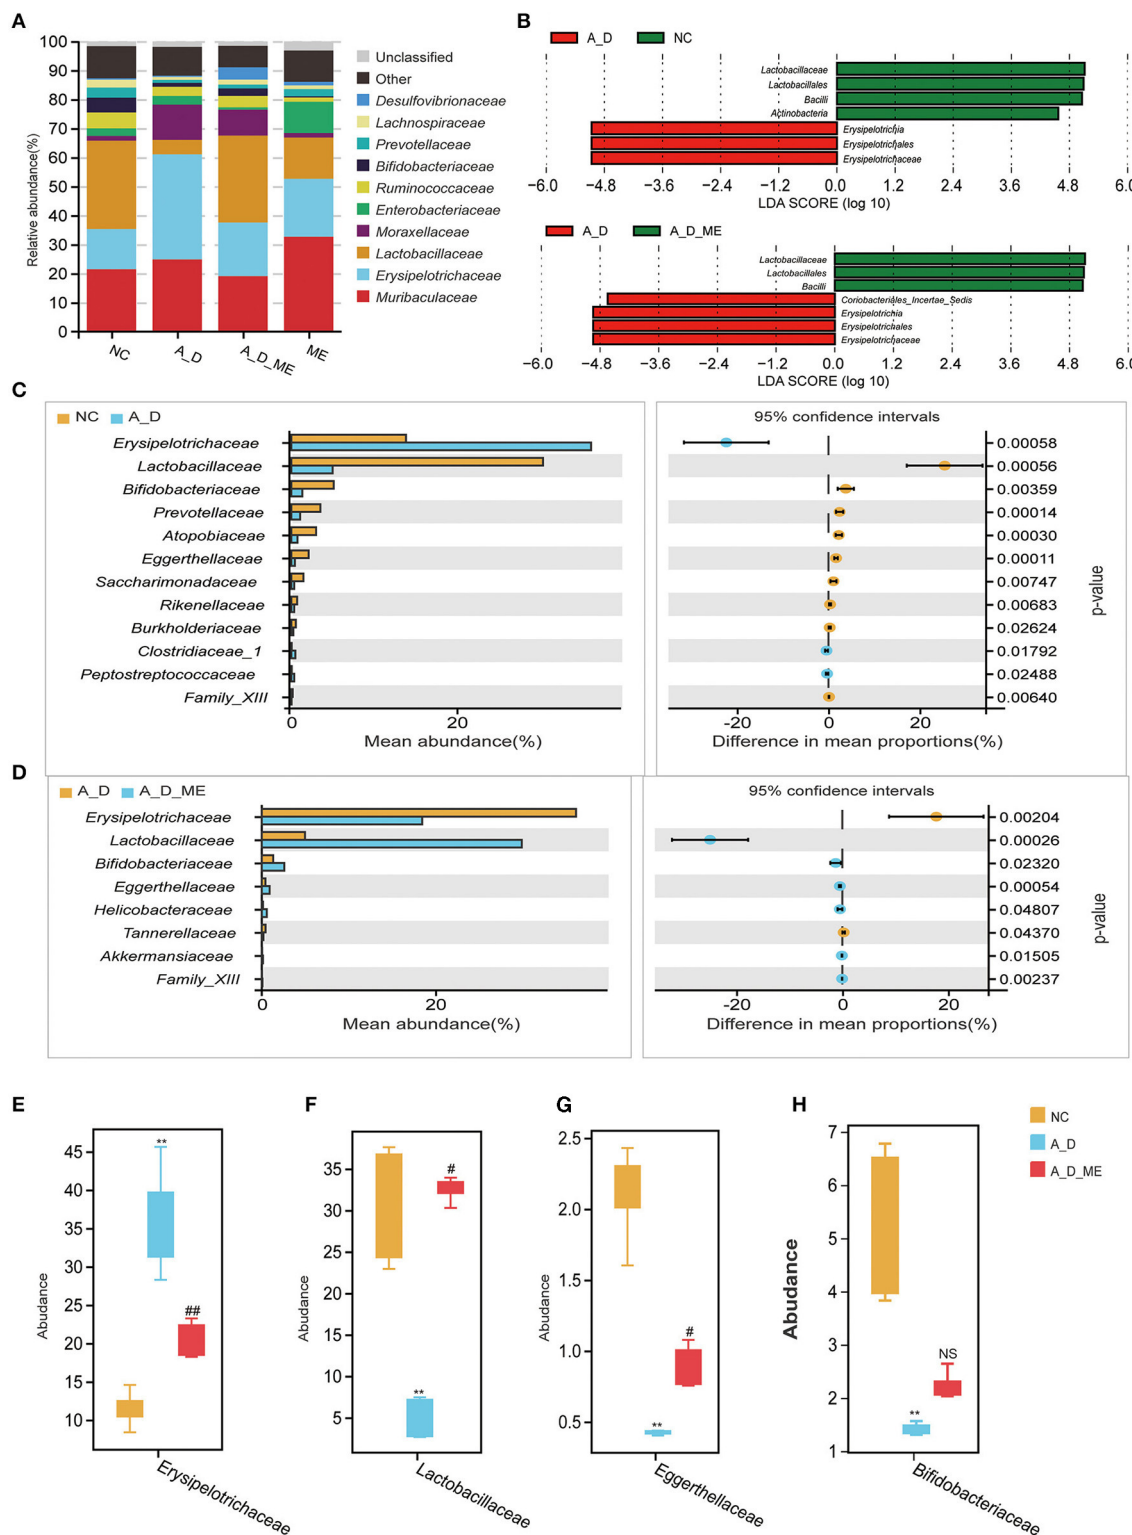 A
100
90
80
70
60
50
40
30
20
10
0
Relative abundance(%)
NC
A_D
A_D_ME
ME
Unclassified
Other
Desulfovibrionaceae
Lachnospiraceae
Prevotellaceae
Bifidobacteriaceae
Ruminococcaceae
Enterobacteriaceae
Moraxellaceae
Lactobacillaceae
Erysipelotrichaceae
Muribaculaceae
B
A_D NC
Lactobacillaceae
Lactobacillales
Bacilli
Actinobacteria
Erysipelotrichia
Erysipelotrichales
Erysipelotrichaceae
−6.0 −4.8 −3.6 −2.4 −1.2 0.0 1.2 2.4 3.6 4.8 6.0
LDA SCORE (log 10)
A_D A_D_ME
Lactobacillaceae
Lactobacillales
Bacilli
Coriobacteriales_Incertae_Sedis
Erysipelotrichia
Erysipelotrichales
Erysipelotrichaceae
−6.0 −4.8 −3.6 −2.4 −1.2 0.0 1.2 2.4 3.6 4.8 6.0
LDA SCORE (log 10)
C
NC A_D
95% confidence intervals
Erysipelotrichaceae 0.00058
Lactobacillaceae 0.00056
Bifidobacteriaceae 0.00359
Prevotellaceae 0.00014
Atopobiaceae 0.00030
Eggerthellaceae 0.00011
Saccharimonadaceae 0.00747
Rikenellaceae 0.00683
Burkholderiaceae 0.02624
Clostridiaceae_1 0.01792
Peptostreptococcaceae 0.02488
Family_XIII 0.00640
p-value
0 20
Mean abundance(%)
-20 0 20
Difference in mean proportions(%)
D
A_D A_D_ME
95% confidence intervals
Erysipelotrichaceae 0.00204
Lactobacillaceae 0.00026
Bifidobacteriaceae 0.02320
Eggerthellaceae 0.00054
Helicobacteraceae 0.04807
Tannerellaceae 0.04370
Akkermansiaceae 0.01505
Family_XIII 0.00237
p-value
0 20
Mean abundance(%)
-20 0 20
Difference in mean proportions(%)
E
45
40
35
30
25
20
15
10
Abudance
**
##
Erysipelotrichaceae
F
35
30
25
20
15
10
5
Abudance
**
#
Lactobacillaceae
G
2.5
2.0
1.5
1.0
0.5
Abudance
**
#
Eggerthellaceae
H
7
6
5
4
3
2
1
Abudance
**
NS
Bifidobacteriaceae
NC
A_D
A_D_ME